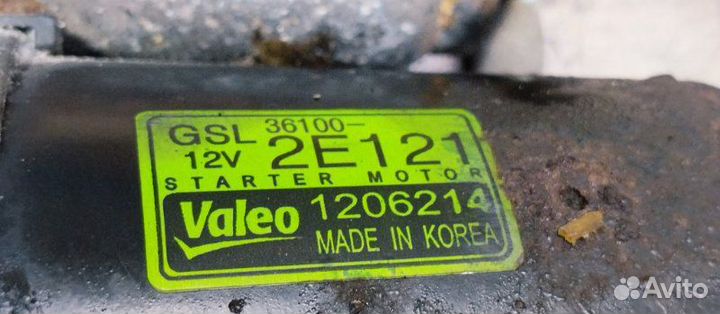 GSL 36100-
12V 2E121
STARTER MOTOR
Valeo 1206214
MADE IN KOREA
Avito